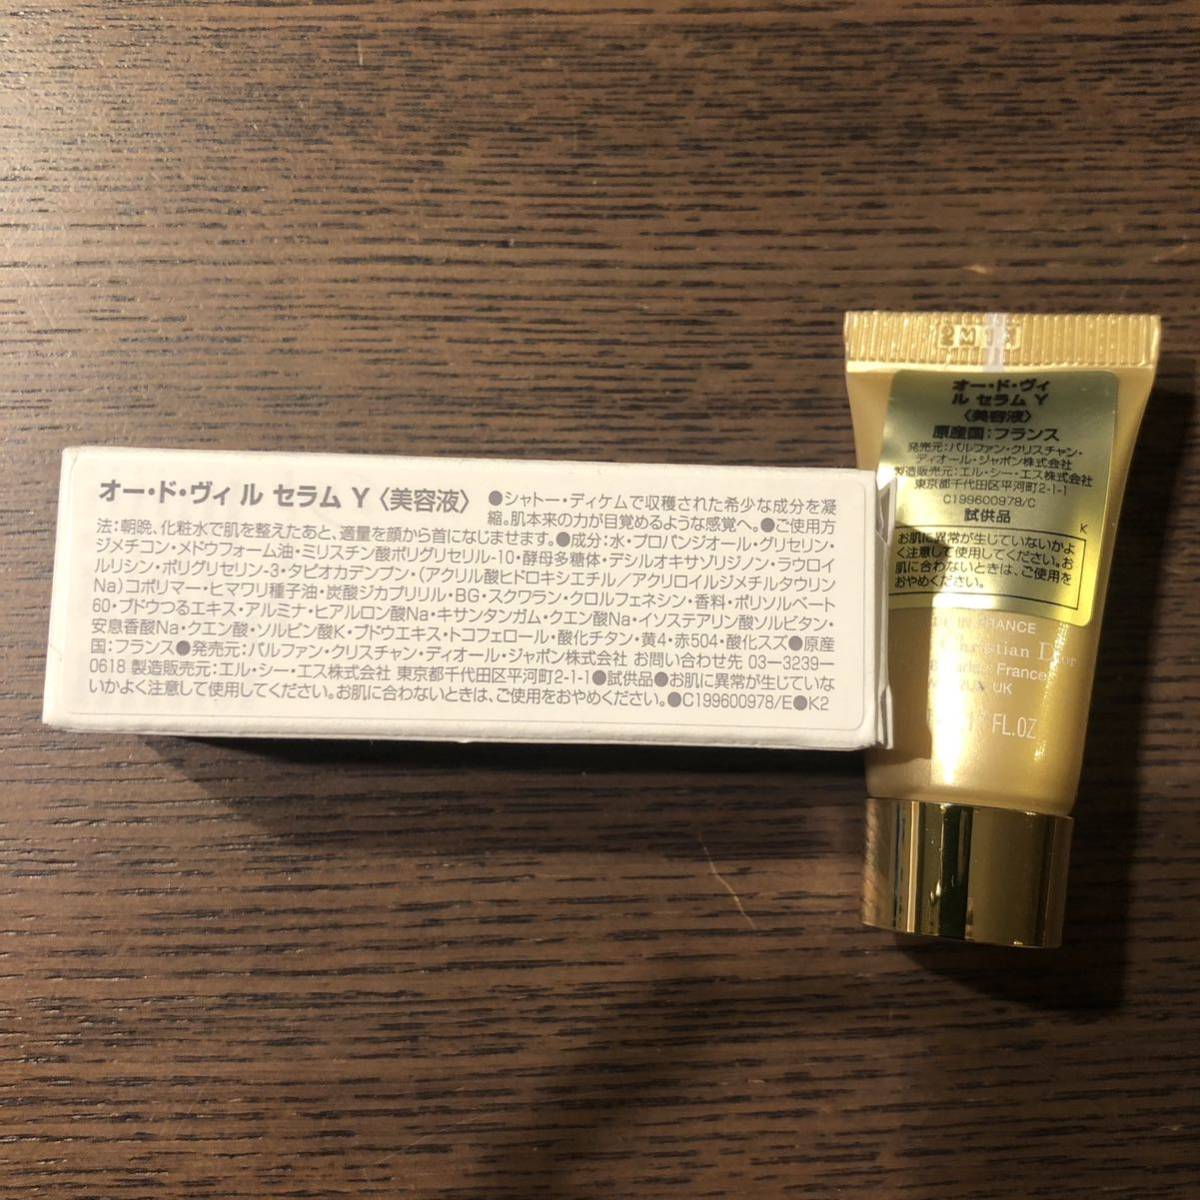 オー・ド・ヴィ ル セラム Y〈美容液〉
●シャトー・ディケムで収穫された希少な成分を凝
縮。肌本来の力が目覚めるような感覚へ。●ご使用方
法：朝晩、化粧水で肌を整えたあと、適量を顔から首になじませます。●成分：水・プロパンジオール・グリセリン・
ジメチコン・メドウフォーム油・ミリスチン酸ポリグリセリル-10・酵母多糖体・デシルオキサゾリジノン・ラウロイ
ルリシン・ポリグリセリン-3・タピオカデンプン・（アクリル酸ヒドロキシエチル／アクリロイルジメチルタウリン
Na）コポリマー・ヒマワリ種子油・炭酸ジカプリリル・BG・スクワラン・クロルフェネシン・香料・ポリソルベート
60・ブドウつるエキス・アルミナ・ヒアルロン酸Na・キサンタンガム・クエン酸Na・イソステアリン酸ソルビタン・
安息香酸Na・クエン酸・ソルビン酸K・ブドウエキス・トコフェロール・酸化チタン・黄4・赤504・酸化スズ●原産
国：フランス●発売元：パルファン・クリスチャン・ディオール・ジャポン株式会社 お問い合わせ先 03-3239-
0618 製造販売元：エル・シー・エス株式会社 東京都千代田区平河町2-1-1●試供品●お肌に異常が生じていな
いかよく注意して使用してください。お肌に合わないときは、ご使用をおやめください。●C199600978/E●K2
オー・ド・ヴィ
ル セラム Y
〈美容液〉
原産国：フランス
発売元：パルファン・クリスチャン・
ディオール・ジャポン株式会社
製造販売元：エル・シー・エス株式会社
東京都千代田区平河町2-1-1
C199600978/C
試供品
K
お肌に異常が生じていないかよ
く注意して使用してください。お
肌に合わないときは、ご使用を
おやめください。
FRANCE
Christian Dior
France
UK
FL.OZ